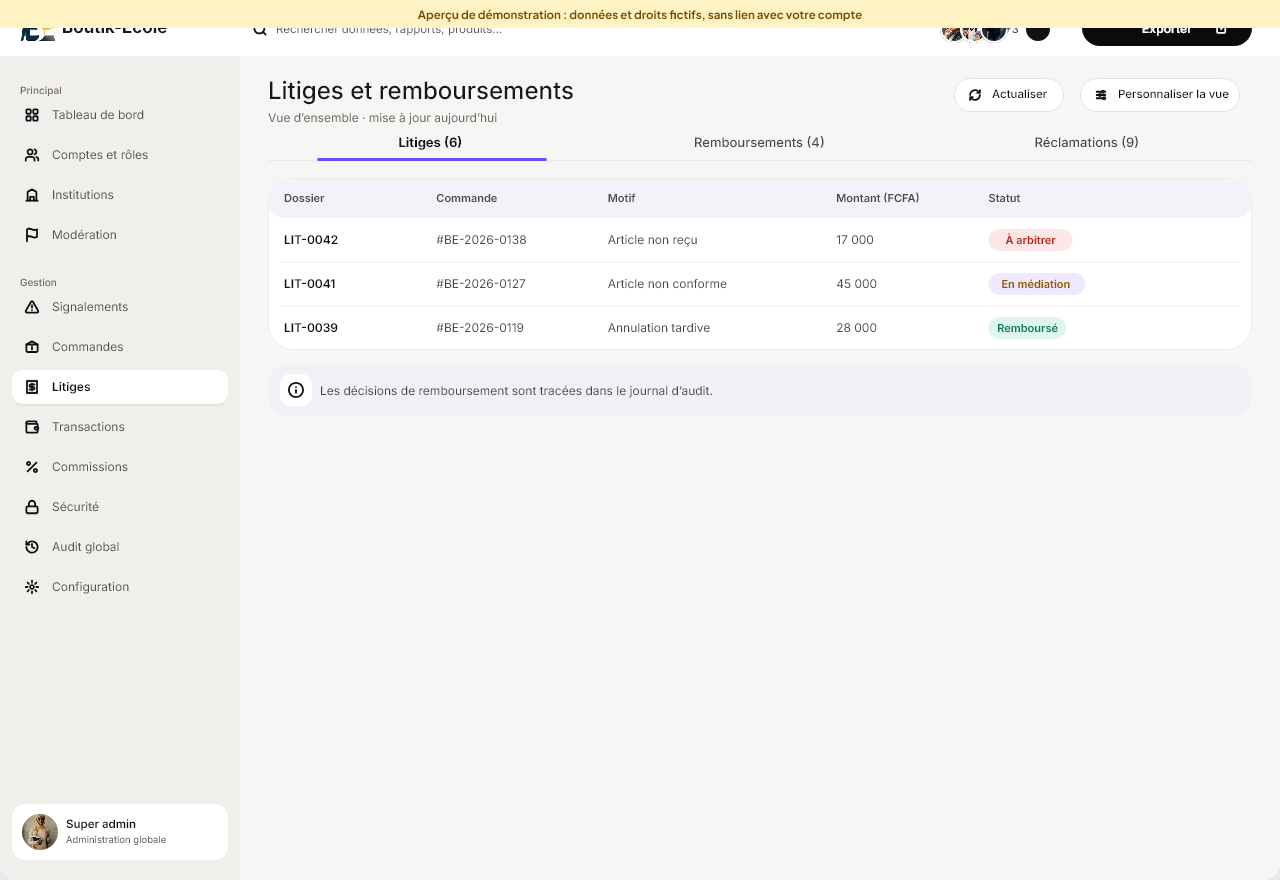 Aperçu de démonstration : données et droits fictifs, sans lien avec votre compte
Boutik-École
Rechercher données, rapports, produits...
+3
Exporter
Principal
Tableau de bord
Comptes et rôles
Institutions
Modération
Gestion
Signalements
Commandes
Litiges
Transactions
Commissions
Sécurité
Audit global
Configuration
Super admin
Administration globale
Litiges et remboursements
Vue d’ensemble · mise à jour aujourd’hui
Actualiser
Personnaliser la vue
Litiges (6)
Remboursements (4)
Réclamations (9)
Dossier Commande Motif Montant (FCFA) Statut
LIT-0042 #BE-2026-0138 Article non reçu 17 000 À arbitrer
LIT-0041 #BE-2026-0127 Article non conforme 45 000 En médiation
LIT-0039 #BE-2026-0119 Annulation tardive 28 000 Remboursé
Les décisions de remboursement sont tracées dans le journal d’audit.